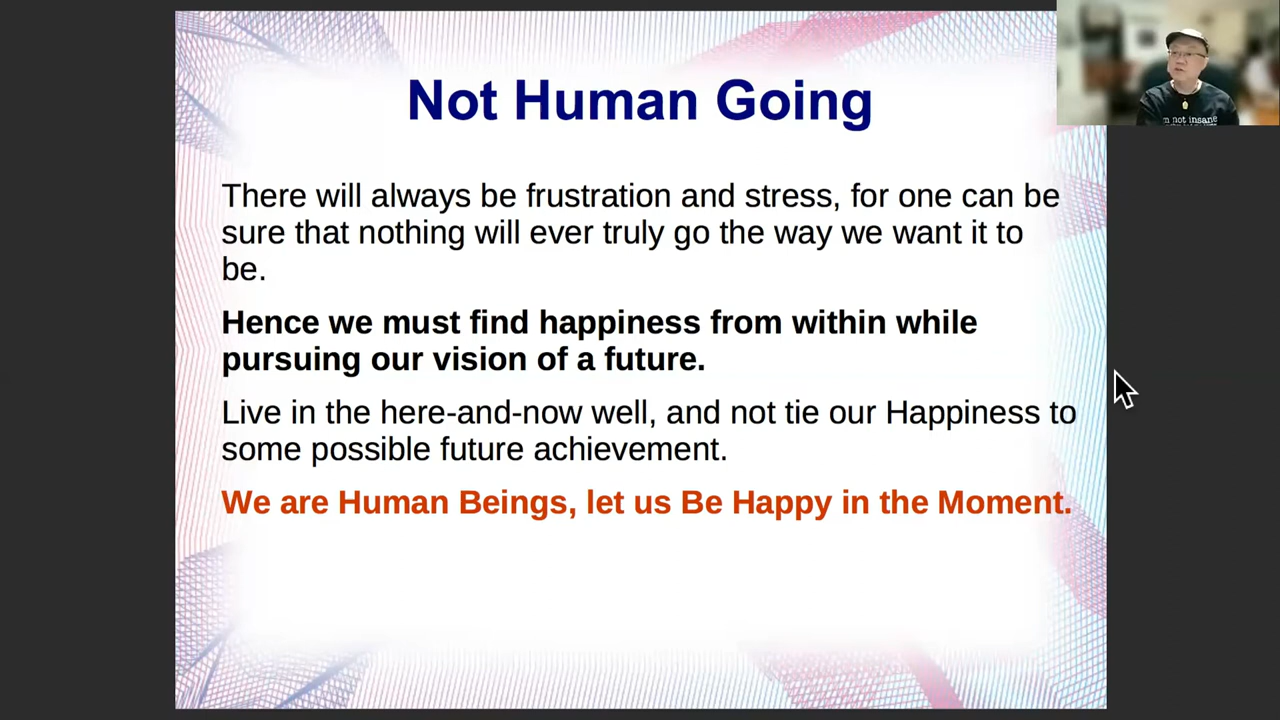 Not Human Going
There will always be frustration and stress, for one can be
sure that nothing will ever truly go the way we want it to
be.
Hence we must find happiness from within while
pursuing our vision of a future.
Live in the here-and-now well, and not tie our Happiness to
some possible future achievement.
We are Human Beings, let us Be Happy in the Moment.
not insane